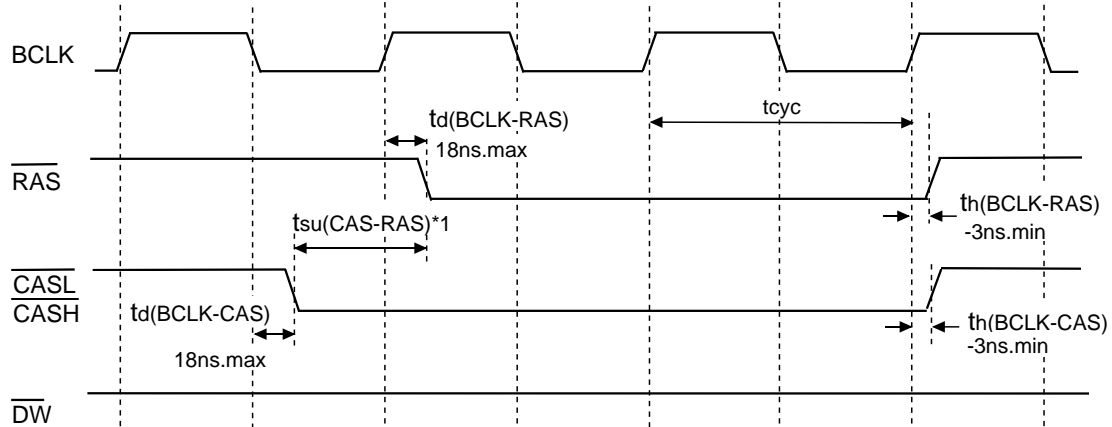 BCLK
tcyc
td(BCLK-RAS)
18ns.max
RAS
th(BCLK-RAS)
-3ns.min
tsu(CAS-RAS)*1
CASL
CASH
td(BCLK-CAS)
18ns.max
th(BCLK-CAS)
-3ns.min
DW